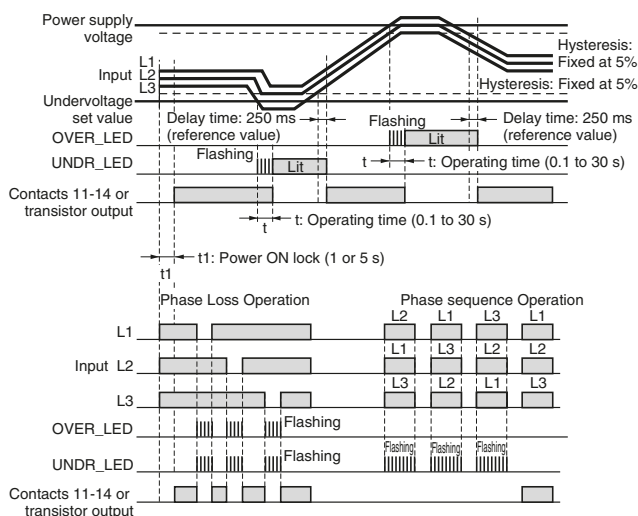 Power supply
voltage
L1
Input L2
L3
Undervoltage
set value
Hysteresis:
Fixed at 5%
Hysteresis: Fixed at 5%
Delay time: 250 ms
(reference value)
Flashing
Delay time: 250 ms
(reference value)
OVER_LED
Lit
Flashing
t
t: Operating time (0.1 to 30 s)
UNDR_LED
Lit
Contacts 11-14 or
transistor output
t: Operating time (0.1 to 30 s)
t
t1: Power ON lock (1 or 5 s)
t1
Phase Loss Operation
Phase sequence Operation
L2 L1 L3 L1
L1
L1 L3 L2 L2
Input L2
L3 L2 L1 L3
L3
OVER_LED
Flashing
UNDR_LED
Flashing
Flashing Flashing Flashing
Contacts 11-14 or
transistor output